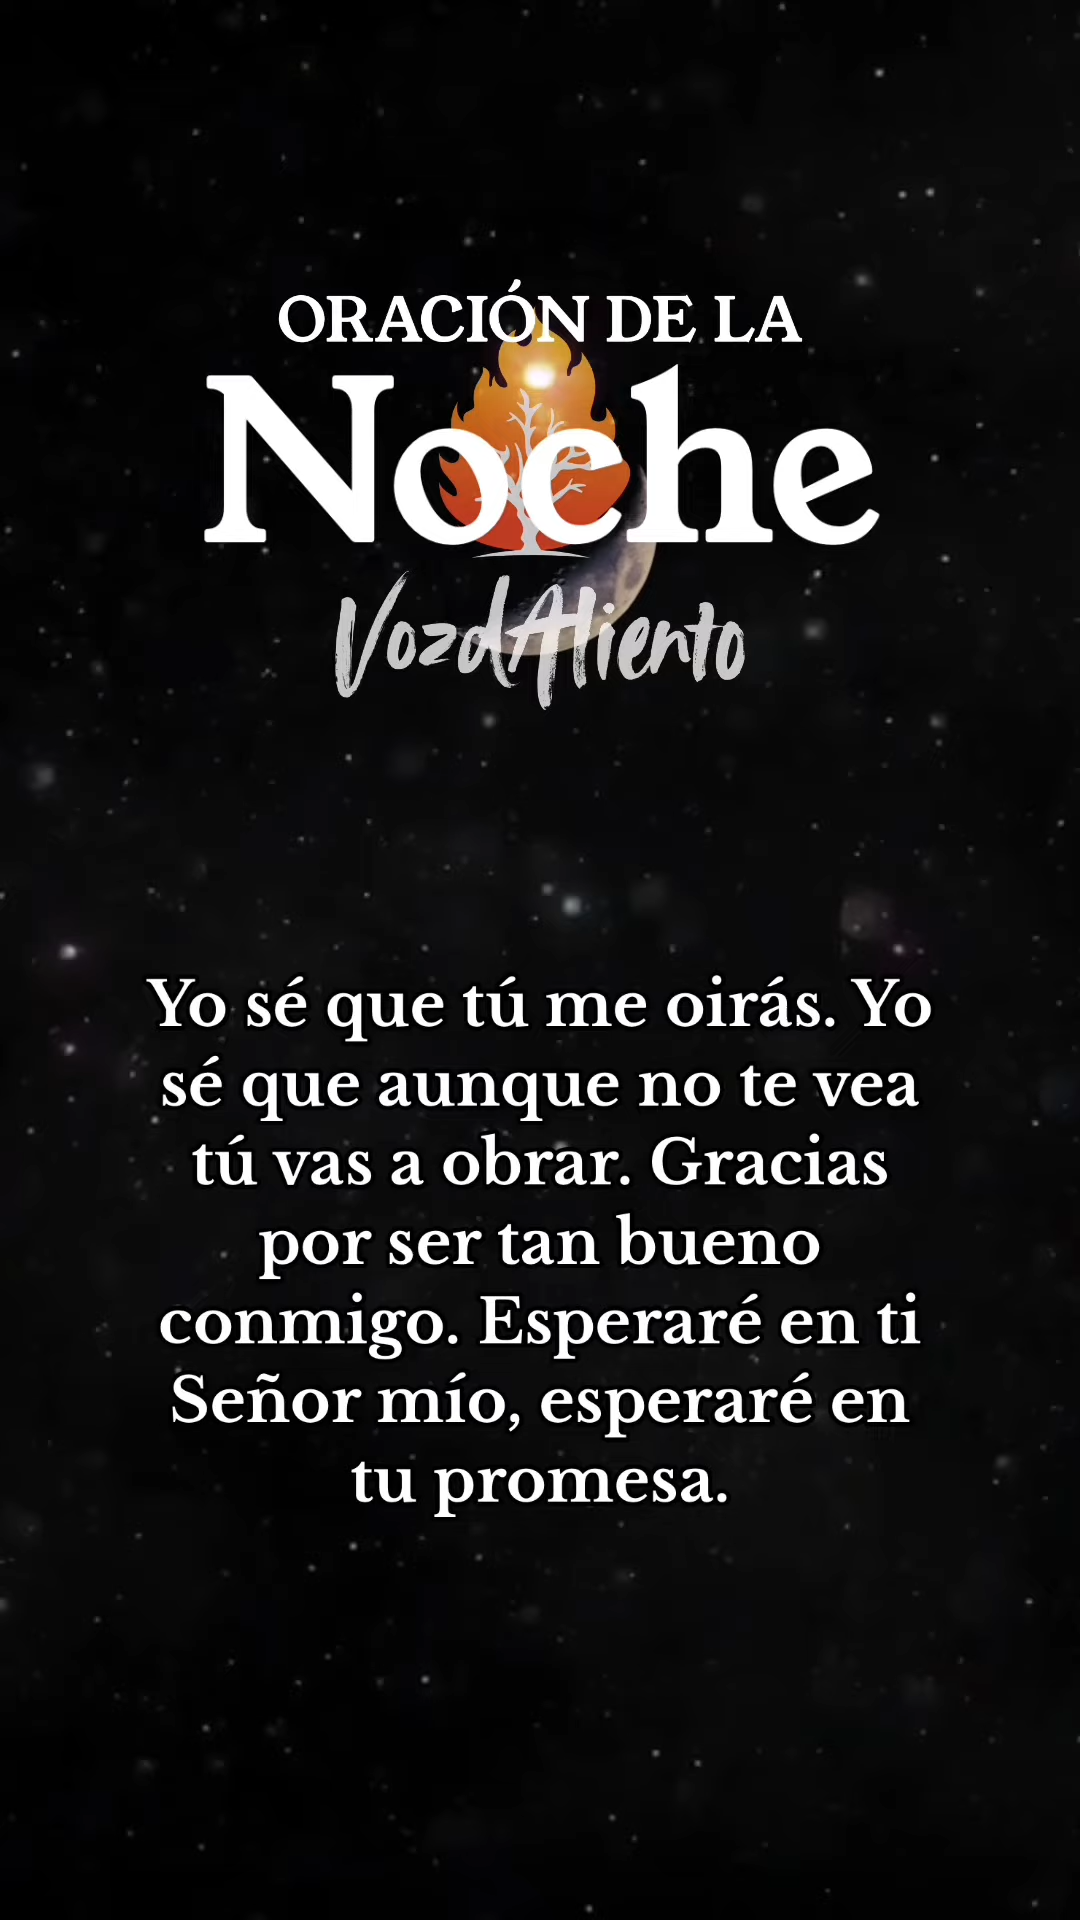 ORACIÓN DE LA
Noche
VozdAliento
Yo sé que tú me oirás. Yo
sé que aunque no te vea
tú vas a obrar. Gracias
por ser tan bueno
conmigo. Esperaré en ti
Señor mío, esperaré en
tu promesa.